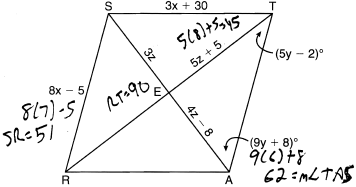 S
3x + 30
T
5(8)+5=45
5z + 5
(5y – 2)°
3z
8x – 5
8(7)-5
SR=51
RT=90
E
4z – 8
(9y + 8)°
9(6)+8
62=m∠TAS
R
A